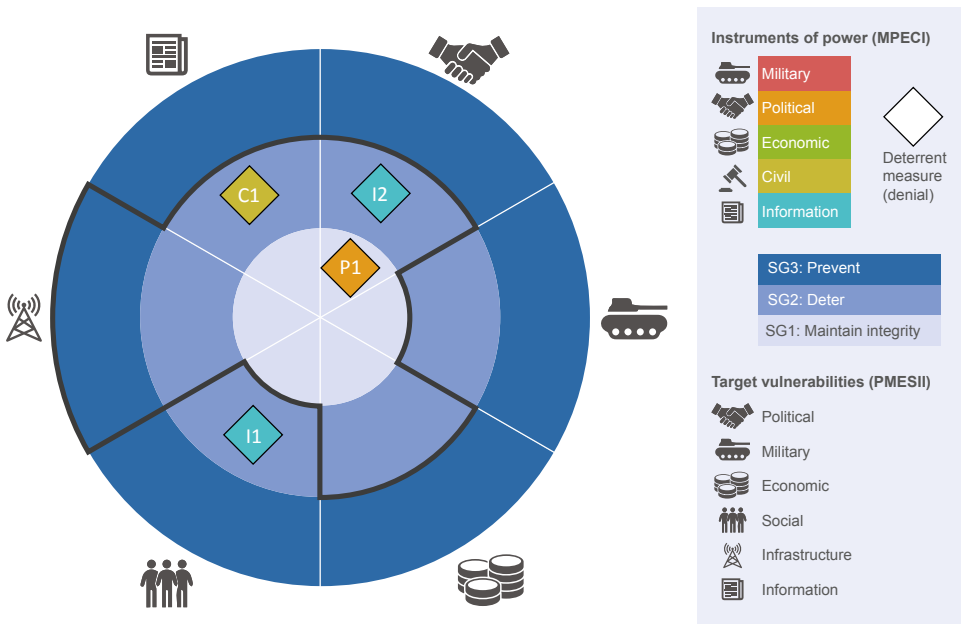 C1
I2
P1
I1
Instruments of power (MPECI)
Military
Political
Economic
Civil
Information
Deterrent
measure
(denial)
SG3: Prevent
SG2: Deter
SG1: Maintain integrity
Target vulnerabilities (PMESII)
Political
Military
Economic
Social
Infrastructure
Information